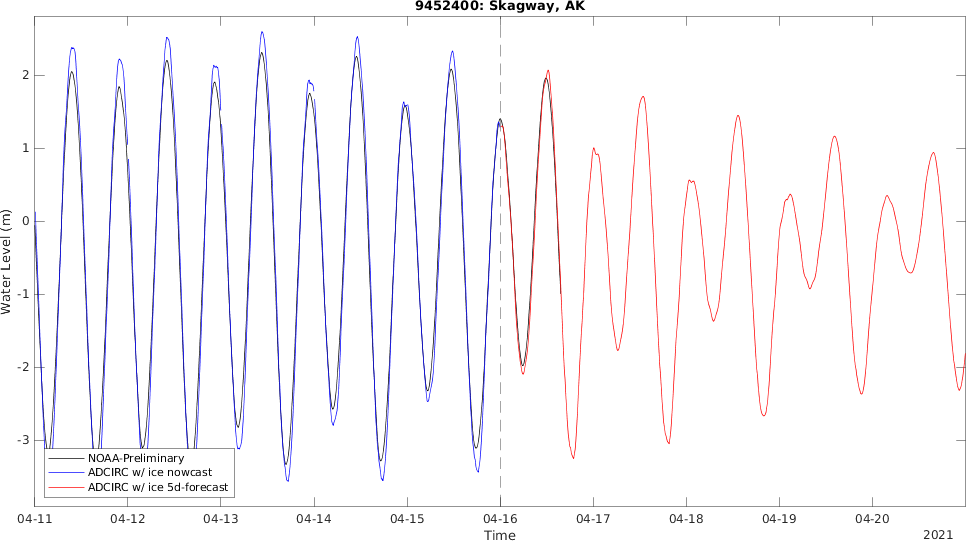 9452400: Skagway, AK
Water Level (m)
2
1
0
-1
-2
-3
NOAA-Preliminary
ADCIRC w/ ice nowcast
ADCIRC w/ ice 5d-forecast
04-11 04-12 04-13 04-14 04-15 04-16 04-17 04-18 04-19 04-20
Time
2021